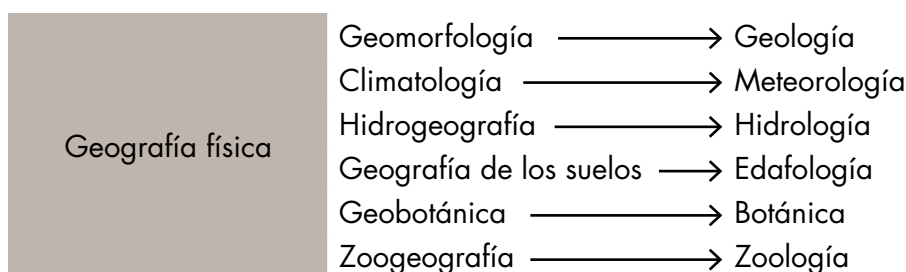 Geografía física
Geomorfología Geología
Climatología Meteorología
Hidrogeografía Hidrología
Geografía de los suelos Edafología
Geobotánica Botánica
Zoogeografía Zoología